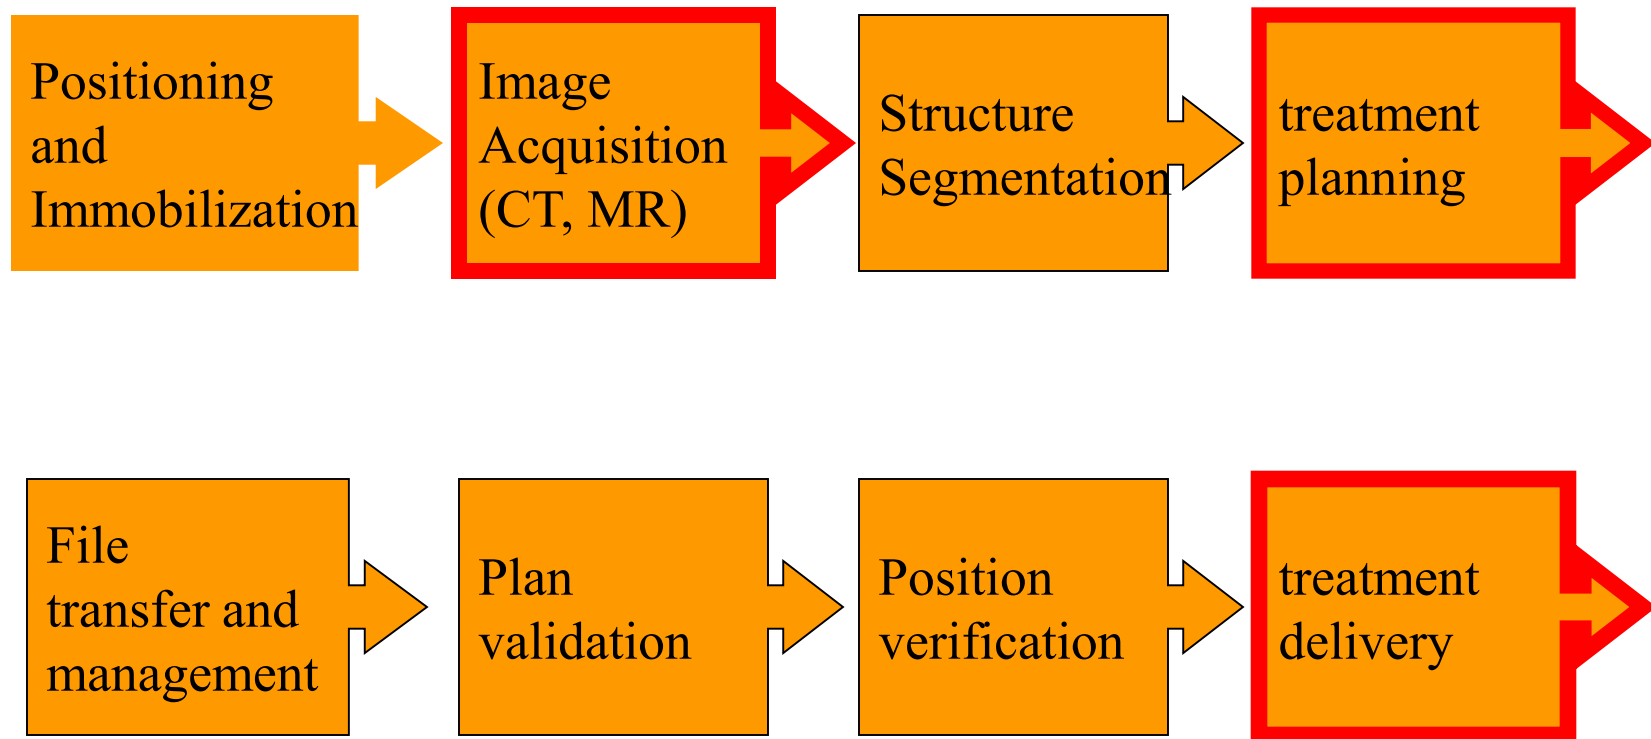 Positioning
and
Immobilization
Image
Acquisition
(CT, MR)
Structure
Segmentation
treatment
planning
File
transfer and
management
Plan
validation
Position
verification
treatment
delivery